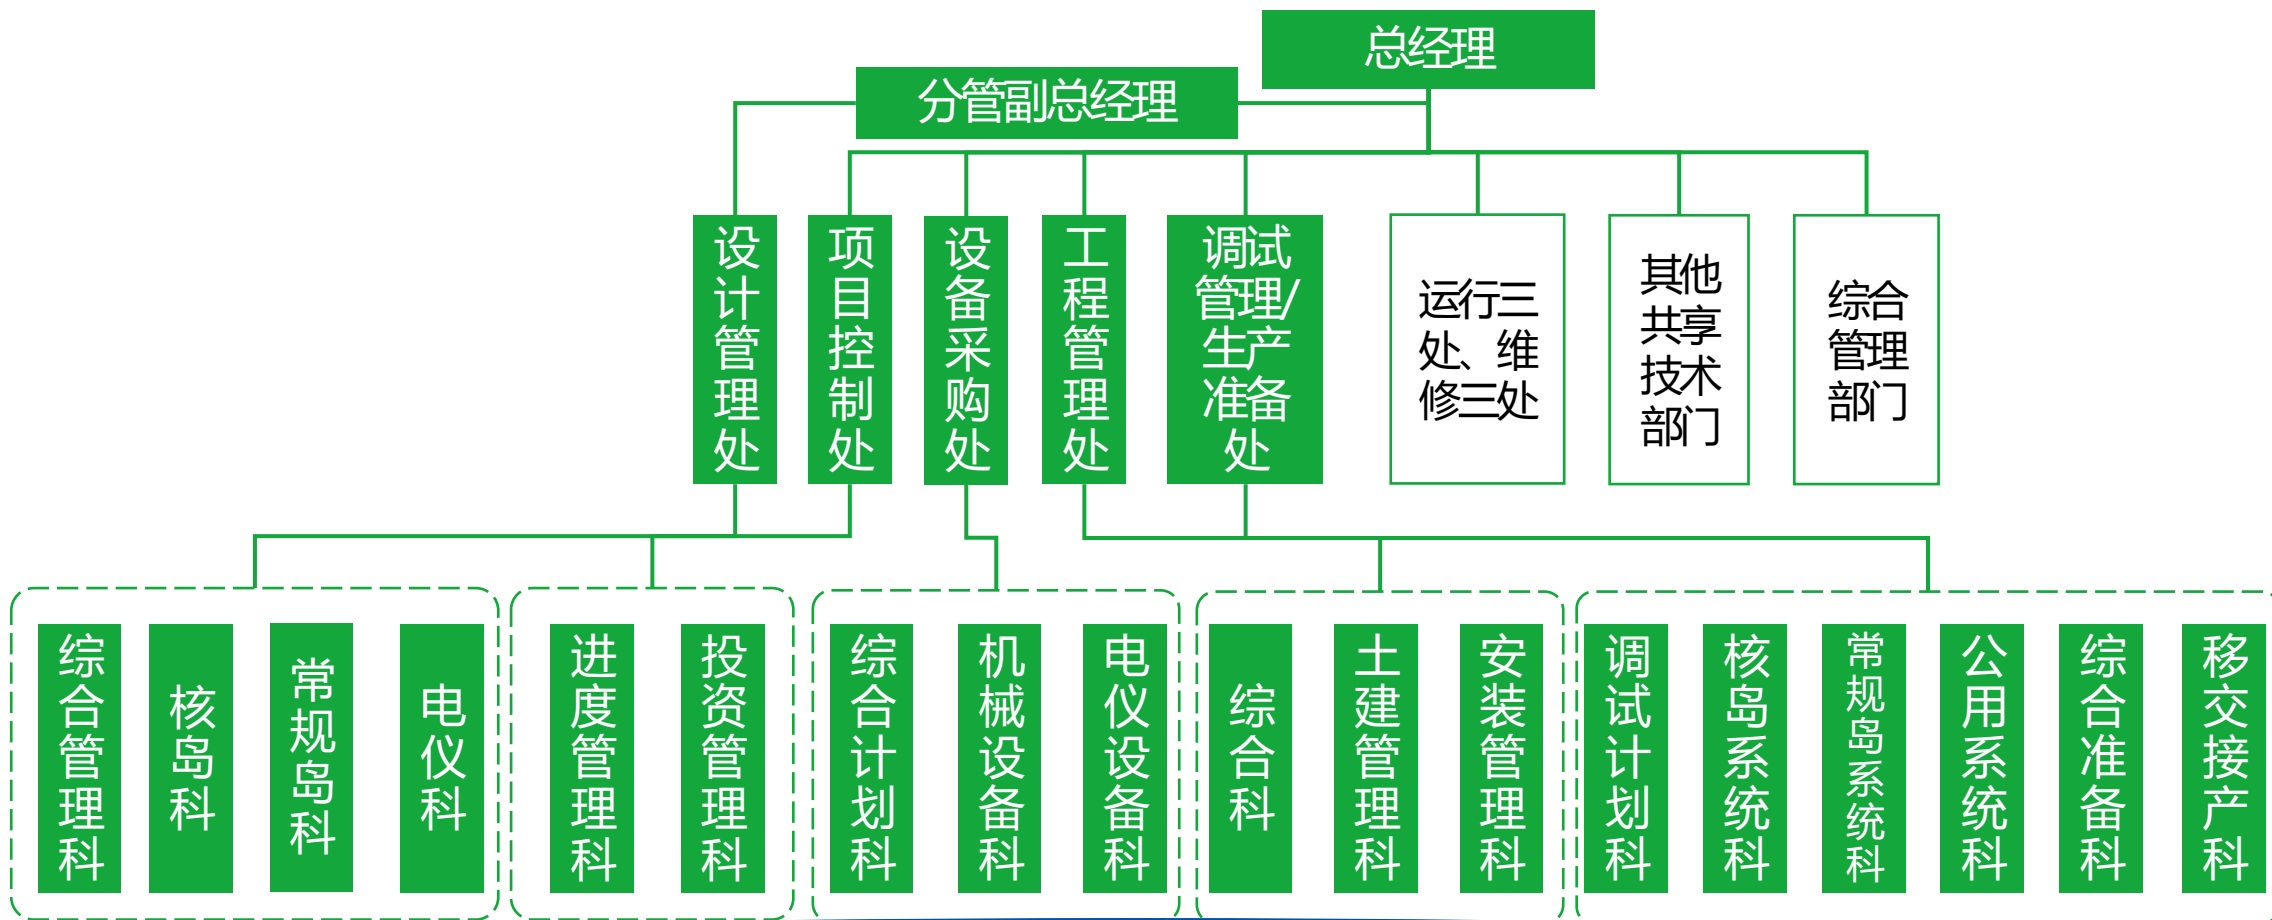 总经理
分管副总经理
设计管理处
项目控制处
设备采购处
工程管理处
调试
管理/
生产
准备
处
运行三
处、维
修三处
其他
共享
技术
部门
综合
管理
部门
综合管理科
核岛科
常规岛科
电仪科
进度管理科
投资管理科
综合计划科
机械设备科
电仪设备科
综合科
土建管理科
安装管理科
调试计划科
核岛系统科
常规岛系统科
公用系统科
综合准备科
移交接产科